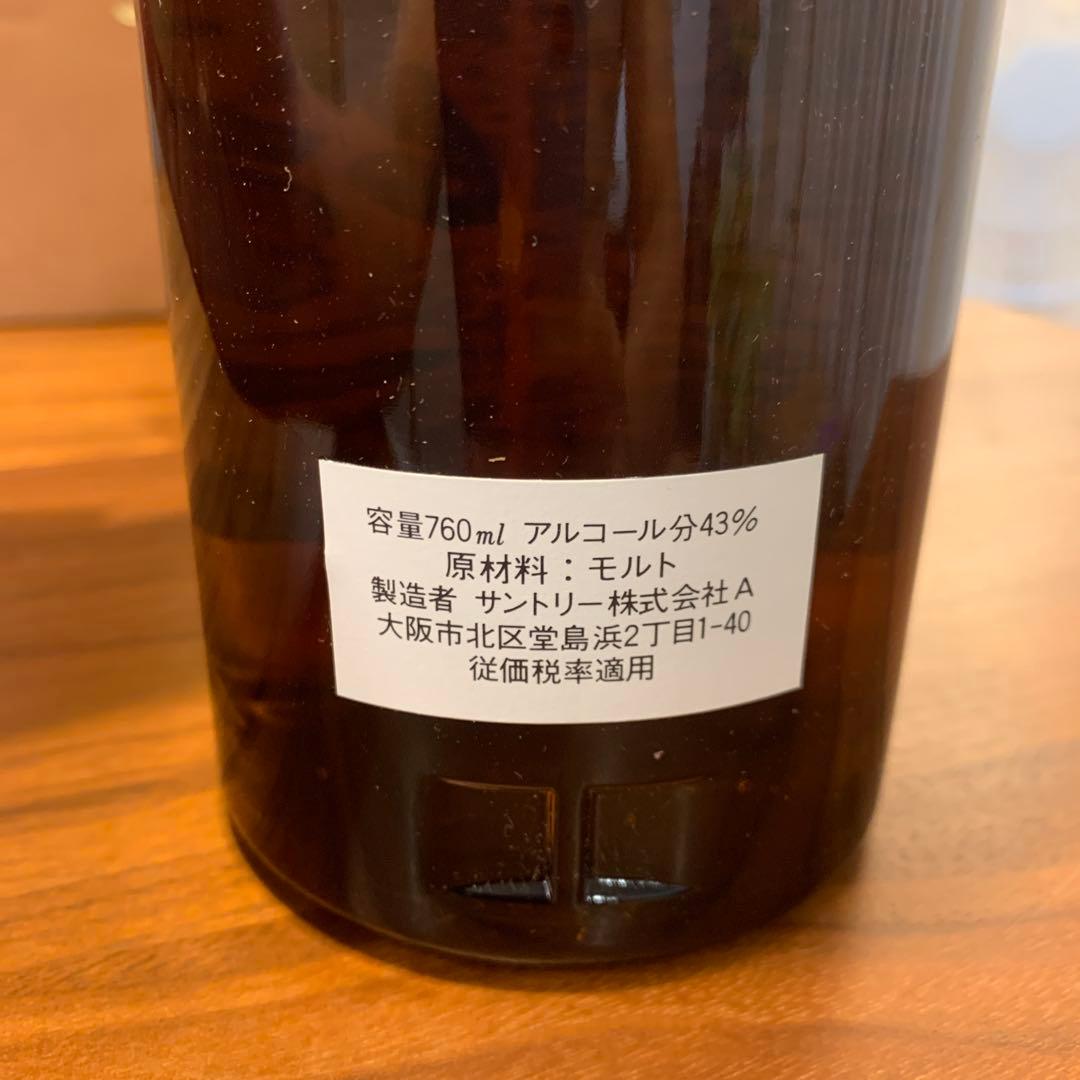 容量760ml アルコール分43%
原材料：モルト
製造者 サントリー株式会社A
大阪市北区堂島浜2丁目1-40
従価税率適用